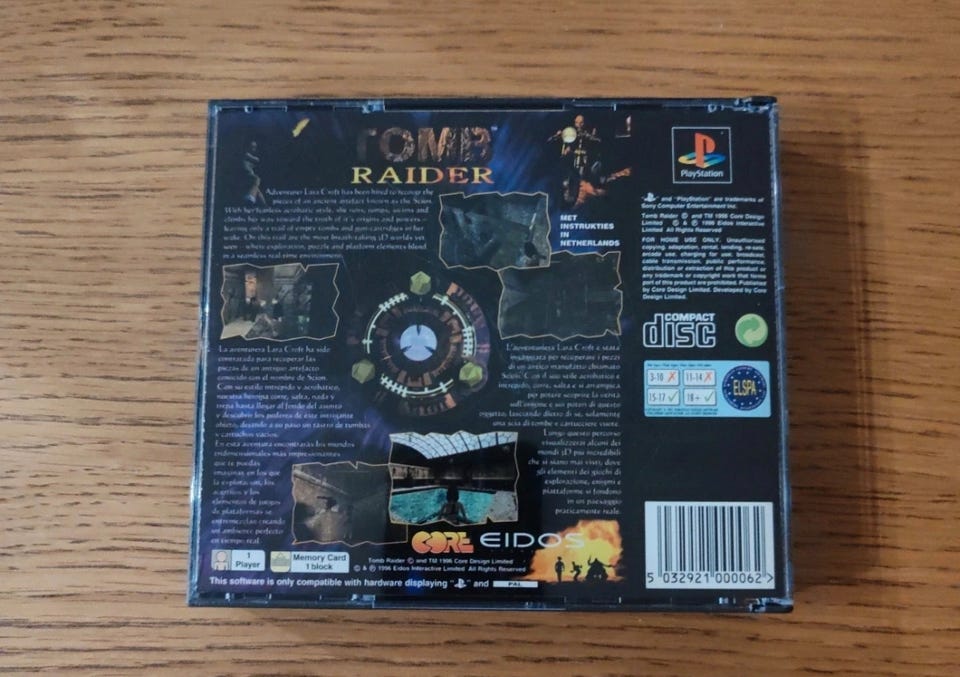 TOMB
RAIDER
Adventurer Lara Croft has been hired to recover the
pieces of an ancient artefact known as the Scion.
With her fearless acrobatic style, she runs, jumps, swims and
climbs her way toward the truth of it's origins and powers –
leaving only a trail of empty tombs and gun-cartridges in her
wake. On this trail are the most breathtaking 3D worlds yet
seen – where exploration, puzzle and platform elements blend
in a seamless real-time environment.
MET
INSTRUKTIES
IN
NETHERLANDS
La aventurera Lara Croft ha sido
contratada para recuperar las
piezas de un antiguo artefacto
conocido con el nombre de Scion.
Con su estilo intrépido y acrobático,
nuestra heroína corre, salta, nada y
trepa hasta llegar al fondo del asunto
y descubrir los poderes de este intrigante
objeto, dejando a su paso un rastro de tumbas
y cartuchos vacíos.
En esta aventura encontrarás los mundos
tridimensionales más impresionantes
que te puedas
imaginar, en los que
la exploración, los
acertijos y los
elementos de juegos
de plataformas se
entremezclan creando
un ambiente perfecto
en tiempo real.
L'avventuriera Lara Croft è stata
ingaggiata per recuperare i pezzi
di un antico manufatto chiamato
Scion. Con il suo stile acrobatico e
intrepido, corre, salta e si arrampica
per potere scoprire la verità
sull'origine e sui poteri di questo
oggetto, lasciando dietro di sé, solamente
una scia di tombe e cartucciere vuote.
Lungo questo percorso
visualizzerai alcuni dei
mondi 3D più incredibili
che si siano mai visti, dove
gli elementi dei giochi di
esplorazione, enigmi e
piattaforme si fondono
in un paesaggio
praticamente reale.
CORE EIDOS
Tomb Raider © and TM 1996 Core Design Limited
© & ℗ 1996 Eidos Interactive Limited All Rights Reserved
1
Player
Memory Card
1 block
This software is only compatible with hardware displaying " " and PAL
PlayStation
" " and "PlayStation" are trademarks of
Sony Computer Entertainment Inc.
Tomb Raider © and TM 1996 Core Design
Limited © & ℗ 1996 Eidos Interactive
Limited All Rights Reserved
FOR HOME USE ONLY. Unauthorised
copying, adaptation, rental, lending, re-sale,
arcade use, charging for use, broadcast,
cable transmission, public performance,
distribution or extraction of this product or
any trademark or copyright work that forms
part of this product are prohibited. Published
by Core Design Limited. Developed by Core
Design Limited.
COMPACT
disc
3-10 ✗ 11-14 ✗
15-17 ✓ 18+ ✓
ELSPA
5 032921 000062 >